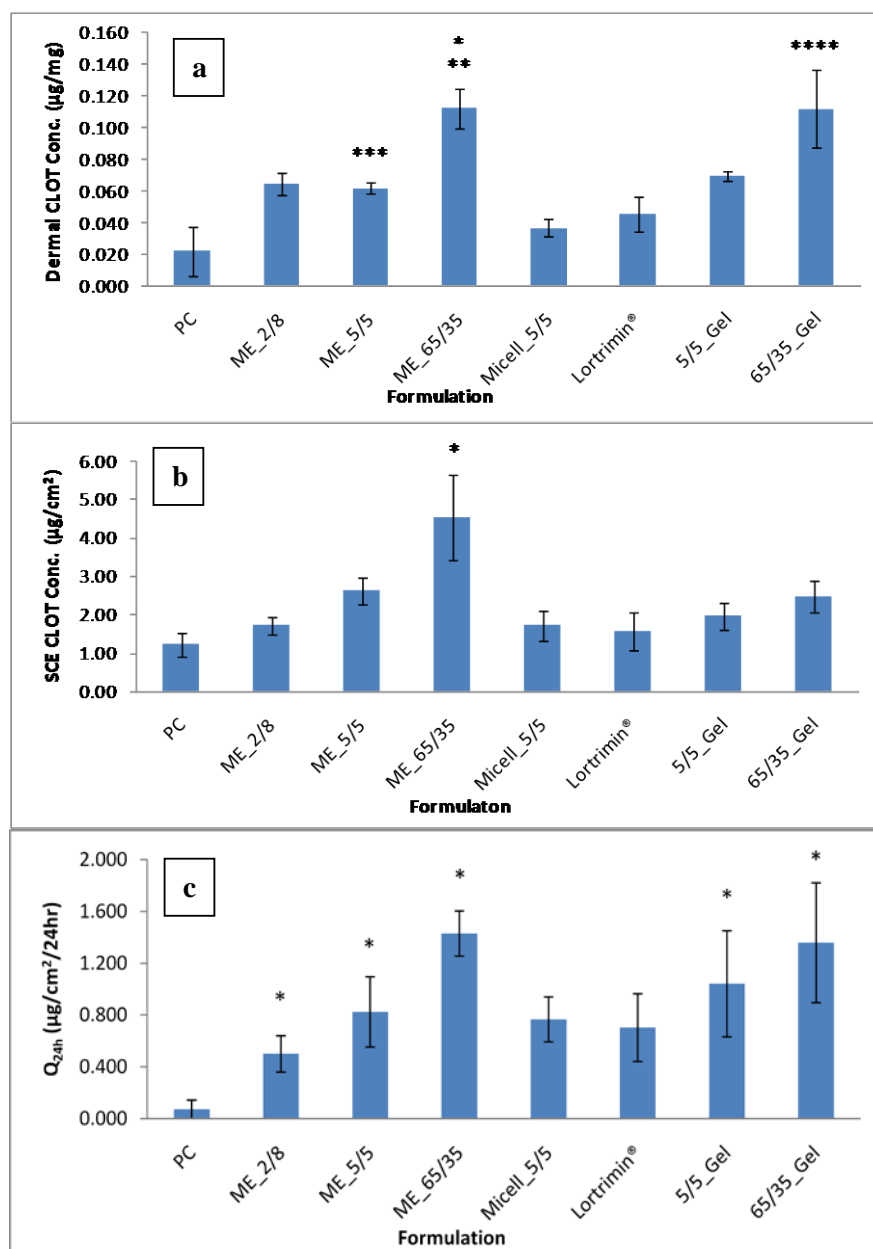 a
Dermal CLOT Conc. (µg/mg)
0.160
0.140
0.120
0.100
0.080
0.060
0.040
0.020
0.000
***
*
**
****
PC
ME_2/8
ME_5/5
ME_65/35
Micell_5/5
Lortrimin®
5/5_Gel
65/35_Gel
Formulation
b
SCE CLOT Conc. (µg/cm²)
6.00
5.00
4.00
3.00
2.00
1.00
0.00
*
PC
ME_2/8
ME_5/5
ME_65/35
Micell_5/5
Lortrimin®
5/5_Gel
65/35_Gel
Formulaton
c
Q24h (µg/cm²/24hr)
2.000
1.600
1.200
0.800
0.400
0.000
*
*
*
*
*
PC
ME_2/8
ME_5/5
ME_65/35
Micell_5/5
Lortrimin®
5/5_Gel
65/35_Gel
Formulation